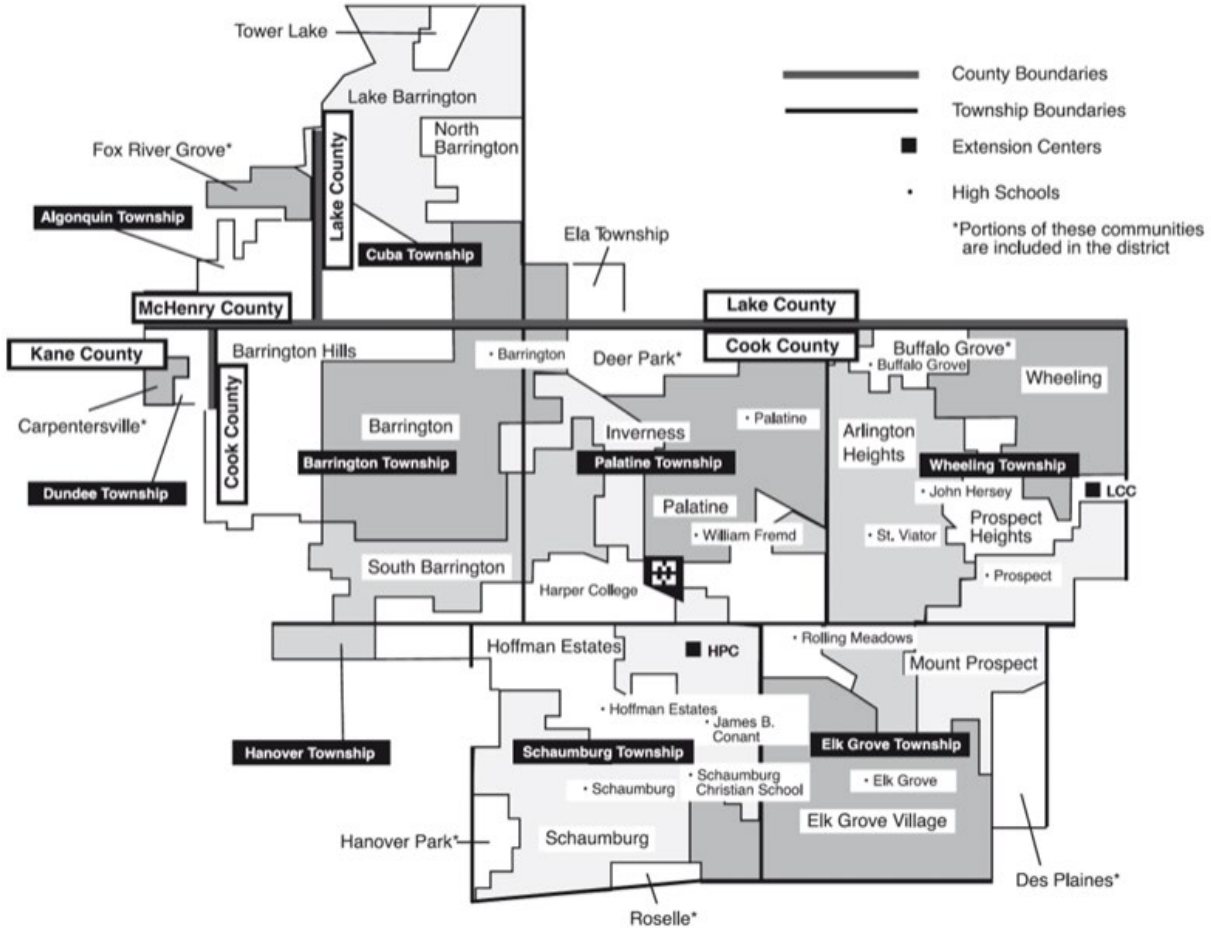 Tower Lake
County Boundaries
Lake Barrington
Township Boundaries
North
Barrington
Extension Centers
Fox River Grove*
Lake County
High Schools
Algonquin Township
*Portions of these communities
are included in the district
Ela Township
Cuba Township
McHenry County
Lake County
Kane County
Cook County
Barrington Hills
• Barrington
Deer Park*
Buffalo Grove*
• Buffalo Grove
Wheeling
Carpentersville*
Cook County
Barrington
Inverness
• Palatine
Arlington
Heights
Barrington Township
Palatine Township
Wheeling Township
Dundee Township
• John Hersey
LCC
Palatine
• William Fremd
• St. Viator
Prospect
Heights
South Barrington
Harper College
• Prospect
Hoffman Estates
HPC
• Rolling Meadows
Mount Prospect
• Hoffman Estates
• James B.
Conant
Hanover Township
Schaumburg Township
Elk Grove Township
• Schaumburg
• Schaumburg
Christian School
• Elk Grove
Hanover Park*
Schaumburg
Elk Grove Village
Des Plaines*
Roselle*